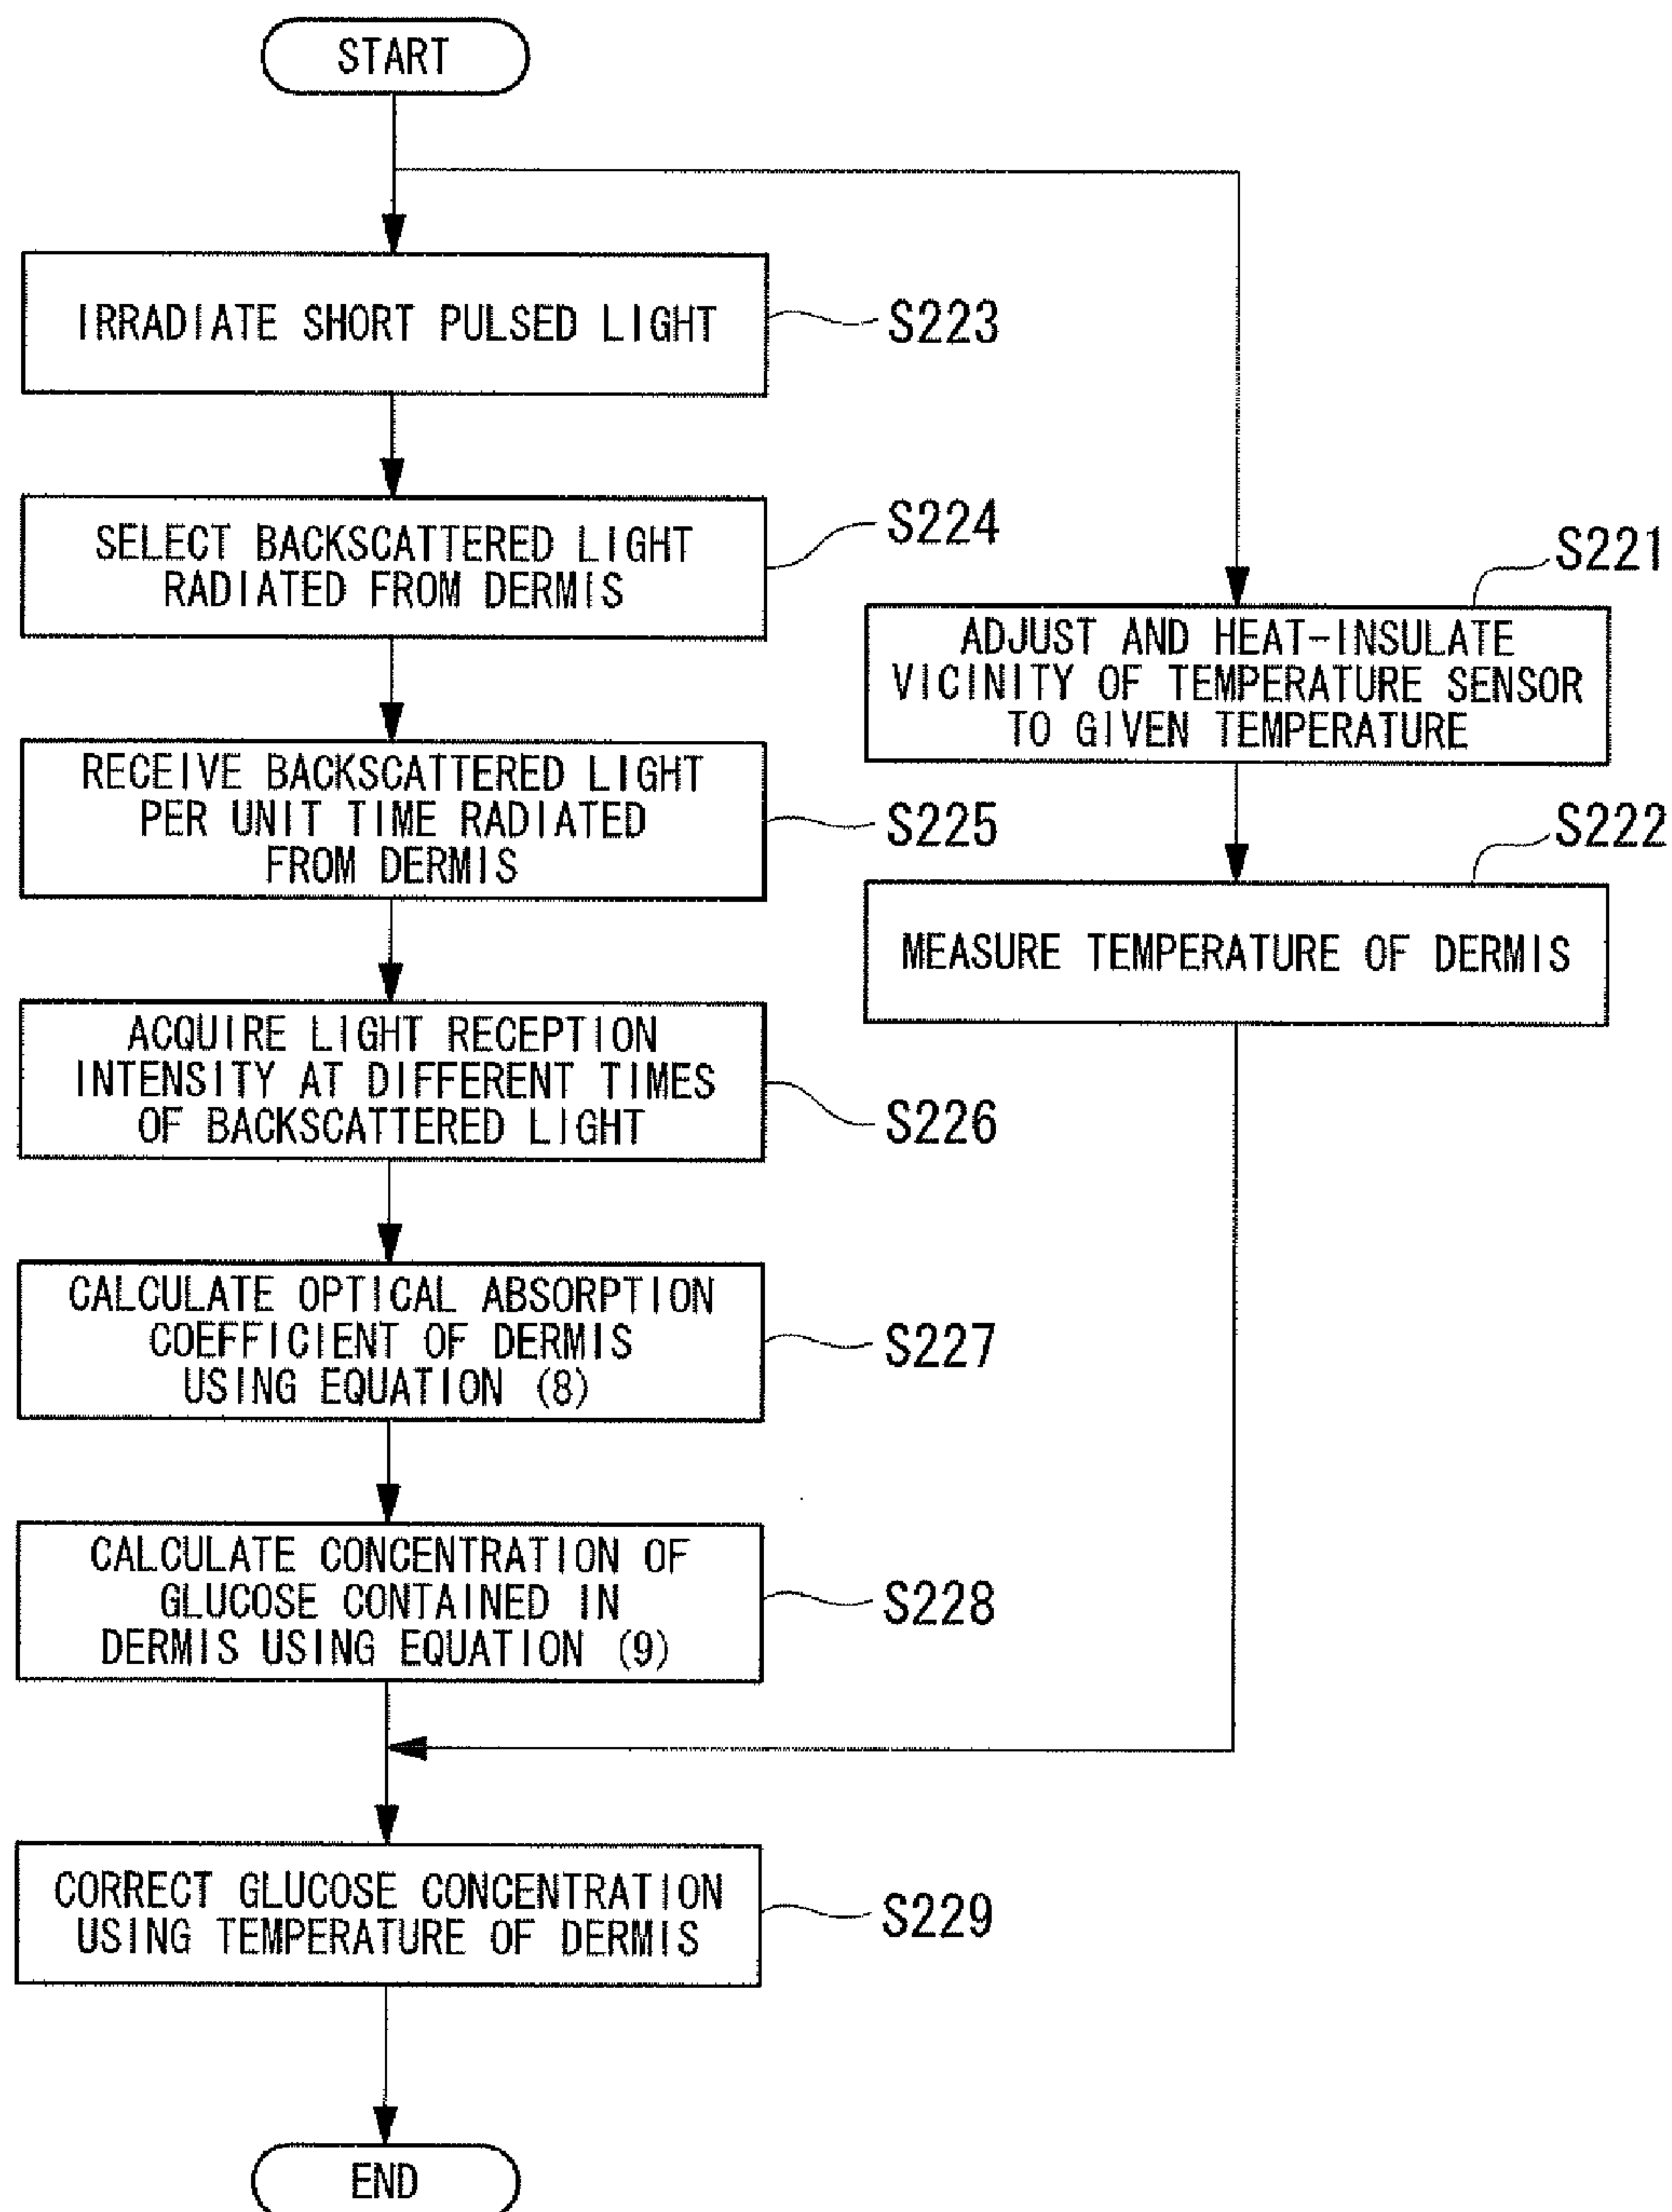 START
IRRADIATE SHORT PULSED LIGHT
S223
SELECT BACKSCATTERED LIGHT
RADIATED FROM DERMIS
S224
RECEIVE BACKSCATTERED LIGHT
PER UNIT TIME RADIATED
FROM DERMIS
S225
ACQUIRE LIGHT RECEPTION
INTENSITY AT DIFFERENT TIMES
OF BACKSCATTERED LIGHT
S226
CALCULATE OPTICAL ABSORPTION
COEFFICIENT OF DERMIS
USING EQUATION (8)
S227
CALCULATE CONCENTRATION OF
GLUCOSE CONTAINED IN
DERMIS USING EQUATION (9)
S228
S221
ADJUST AND HEAT-INSULATE
VICINITY OF TEMPERATURE SENSOR
TO GIVEN TEMPERATURE
S222
MEASURE TEMPERATURE OF DERMIS
CORRECT GLUCOSE CONCENTRATION
USING TEMPERATURE OF DERMIS
S229
END